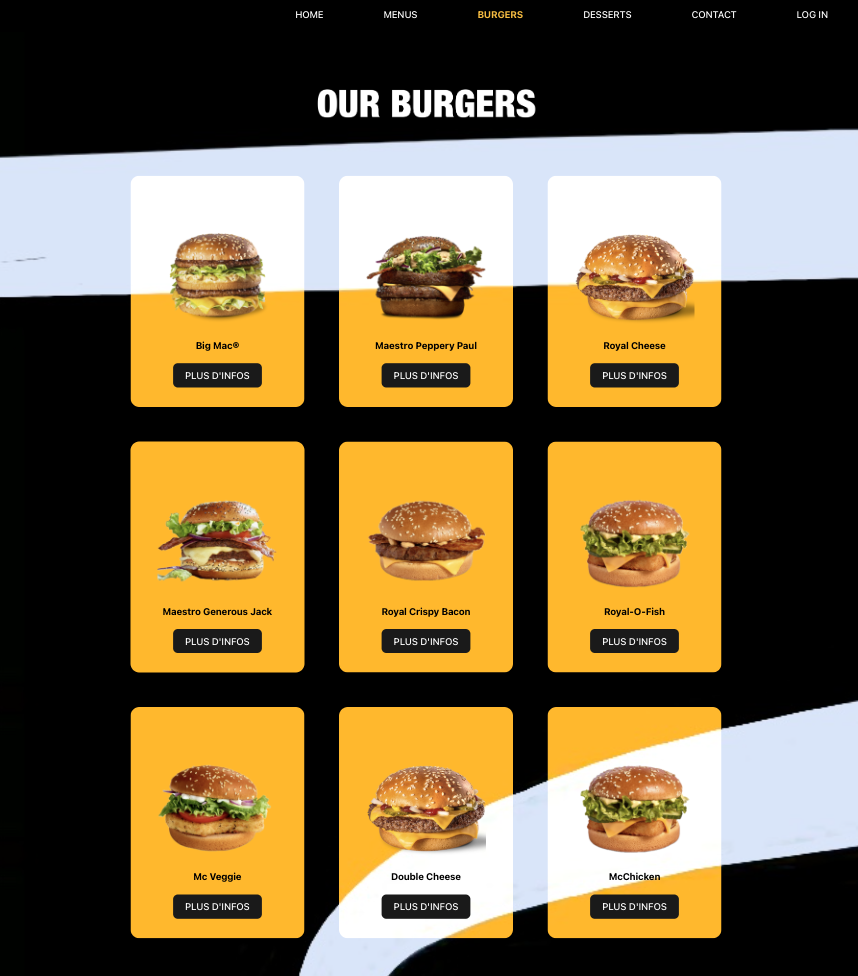 HOME MENUS BURGERS DESSERTS CONTACT LOG IN
OUR BURGERS
Big Mac® Maestro Peppery Paul Royal Cheese
PLUS D'INFOS PLUS D'INFOS PLUS D'INFOS
Maestro Generous Jack Royal Crispy Bacon Royal-O-Fish
PLUS D'INFOS PLUS D'INFOS PLUS D'INFOS
Mc Veggie Double Cheese McChicken
PLUS D'INFOS PLUS D'INFOS PLUS D'INFOS